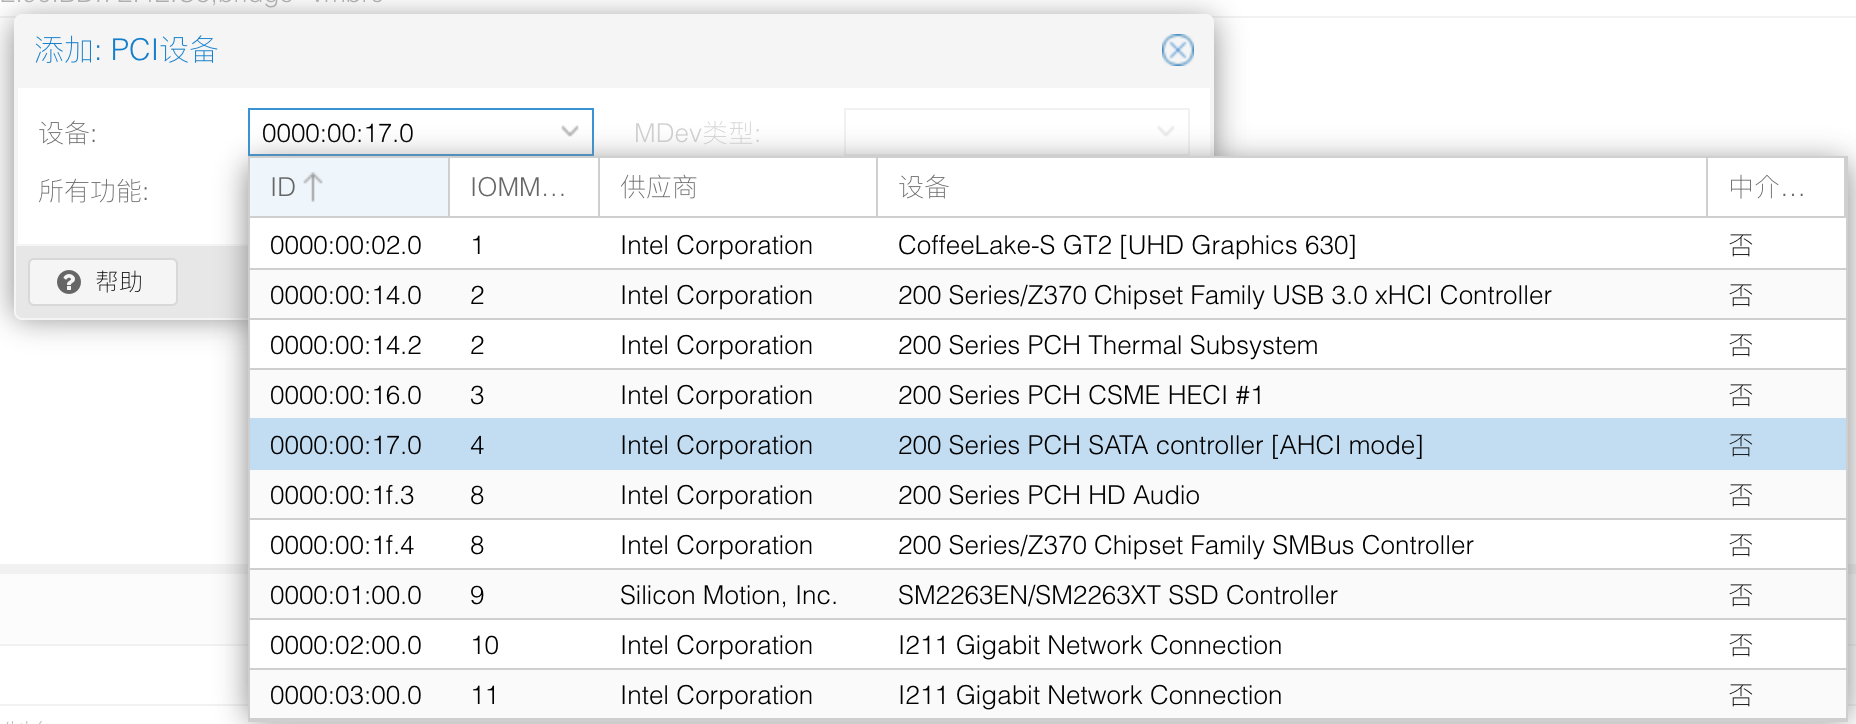 添加: PCI设备
设备: 0000:00:17.0 MDev类型:
所有功能:
帮助
ID IOMM... 供应商 设备 中介...
0000:00:02.0 1 Intel Corporation CoffeeLake-S GT2 [UHD Graphics 630] 否
0000:00:14.0 2 Intel Corporation 200 Series/Z370 Chipset Family USB 3.0 xHCI Controller 否
0000:00:14.2 2 Intel Corporation 200 Series PCH Thermal Subsystem 否
0000:00:16.0 3 Intel Corporation 200 Series PCH CSME HECI #1 否
0000:00:17.0 4 Intel Corporation 200 Series PCH SATA controller [AHCI mode] 否
0000:00:1f.3 8 Intel Corporation 200 Series PCH HD Audio 否
0000:00:1f.4 8 Intel Corporation 200 Series/Z370 Chipset Family SMBus Controller 否
0000:01:00.0 9 Silicon Motion, Inc. SM2263EN/SM2263XT SSD Controller 否
0000:02:00.0 10 Intel Corporation I211 Gigabit Network Connection 否
0000:03:00.0 11 Intel Corporation I211 Gigabit Network Connection 否